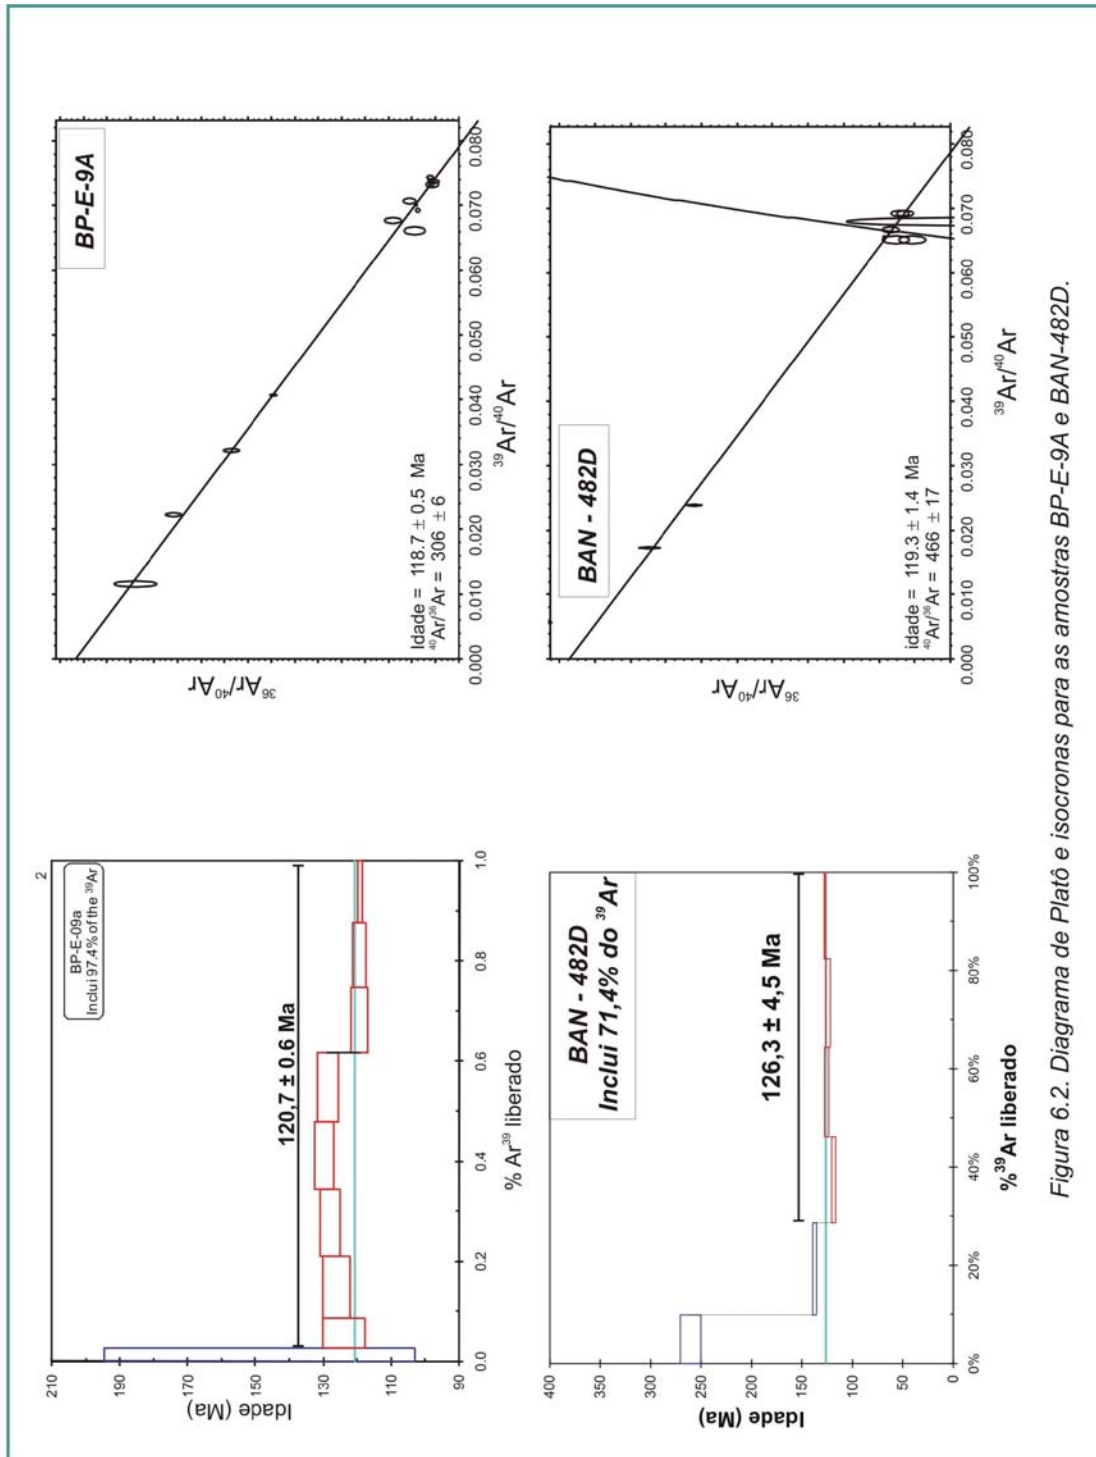 2
BP-E-09a
Inclui 97.4% of the ³⁹Ar
120,7 ± 0.6 Ma
Idade (Ma)
210
190
170
150
130
110
90
0.0
0.2
0.4
0.6
0.8
1.0
% Ar³⁹ liberado
BP-E-9A
³⁶Ar/⁴⁰Ar
Idade = 118.7 ± 0.5 Ma
⁴⁰Ar/³⁶Ar = 306 ± 6
0.000
0.010
0.020
0.030
0.040
0.050
0.060
0.070
0.080
³⁹Ar/⁴⁰Ar
BAN - 482D
Inclui 71,4% do ³⁹Ar
126,3 ± 4,5 Ma
Idade (Ma)
400
350
300
250
200
150
100
50
0
0%
20%
40%
60%
80%
100%
%³⁹Ar liberado
BAN - 482D
³⁶Ar/⁴⁰Ar
idade = 119.3 ± 1.4 Ma
⁴⁰Ar/³⁶Ar = 466 ± 17
0.000
0.010
0.020
0.030
0.040
0.050
0.060
0.070
0.080
³⁹Ar/⁴⁰Ar
Figura 6.2. Diagrama de Platô e isocronas para as amostras BP-E-9A e BAN-482D.